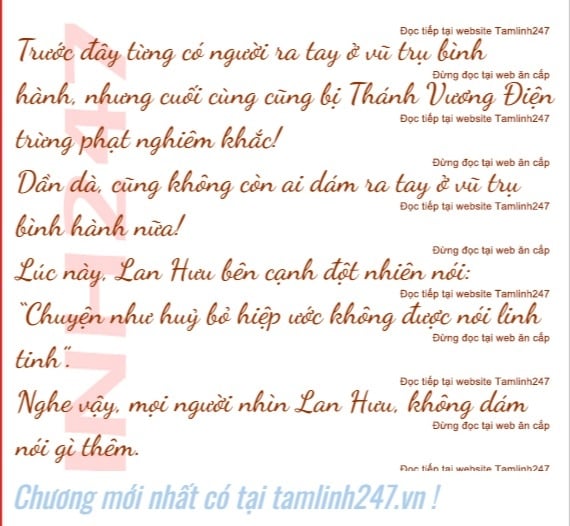 Đọc tiếp tại website Tamlinh247
Trước đây từng có người ra tay ở vũ trụ bình
Đừng đọc tại web ăn cắp
hành, nhưng cuối cùng cũng bị Thánh Vương Điện
Đọc tiếp tại website Tamlinh247
trừng phạt nghiêm khắc!
Đừng đọc tại web ăn cắp
Dần dà, cũng không còn ai dám ra tay ở vũ trụ
Đọc tiếp tại website Tamlinh247
bình hành nữa!
Đừng đọc tại web ăn cắp
Lúc này, Lan Hưu bên cạnh đột nhiên nói:
Đọc tiếp tại website Tamlinh247
“Chuyện như huỷ bỏ hiệp ước không được nói linh
Đừng đọc tại web ăn cắp
tinh”.
Đọc tiếp tại website Tamlinh247
Nghe vậy, mọi người nhìn Lan Hưu, không dám
Đừng đọc tại web ăn cắp
nói gì thêm.
Đọc tiếp tại website Tamlinh247
INH247
Chương mới nhất có tại tamlinh247.vn !